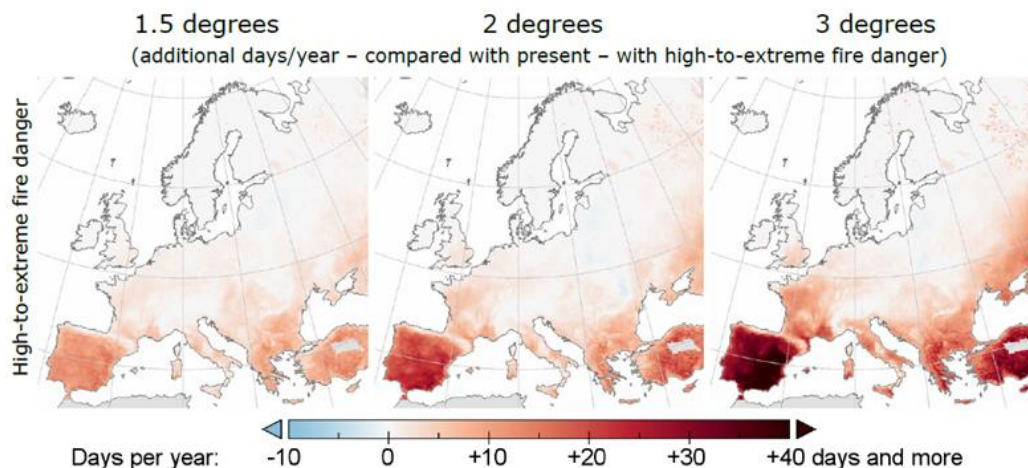 1.5 degrees 2 degrees 3 degrees
(additional days/year – compared with present – with high-to-extreme fire danger)
High-to-extreme fire danger
Days per year: -10 0 +10 +20 +30 +40 days and more